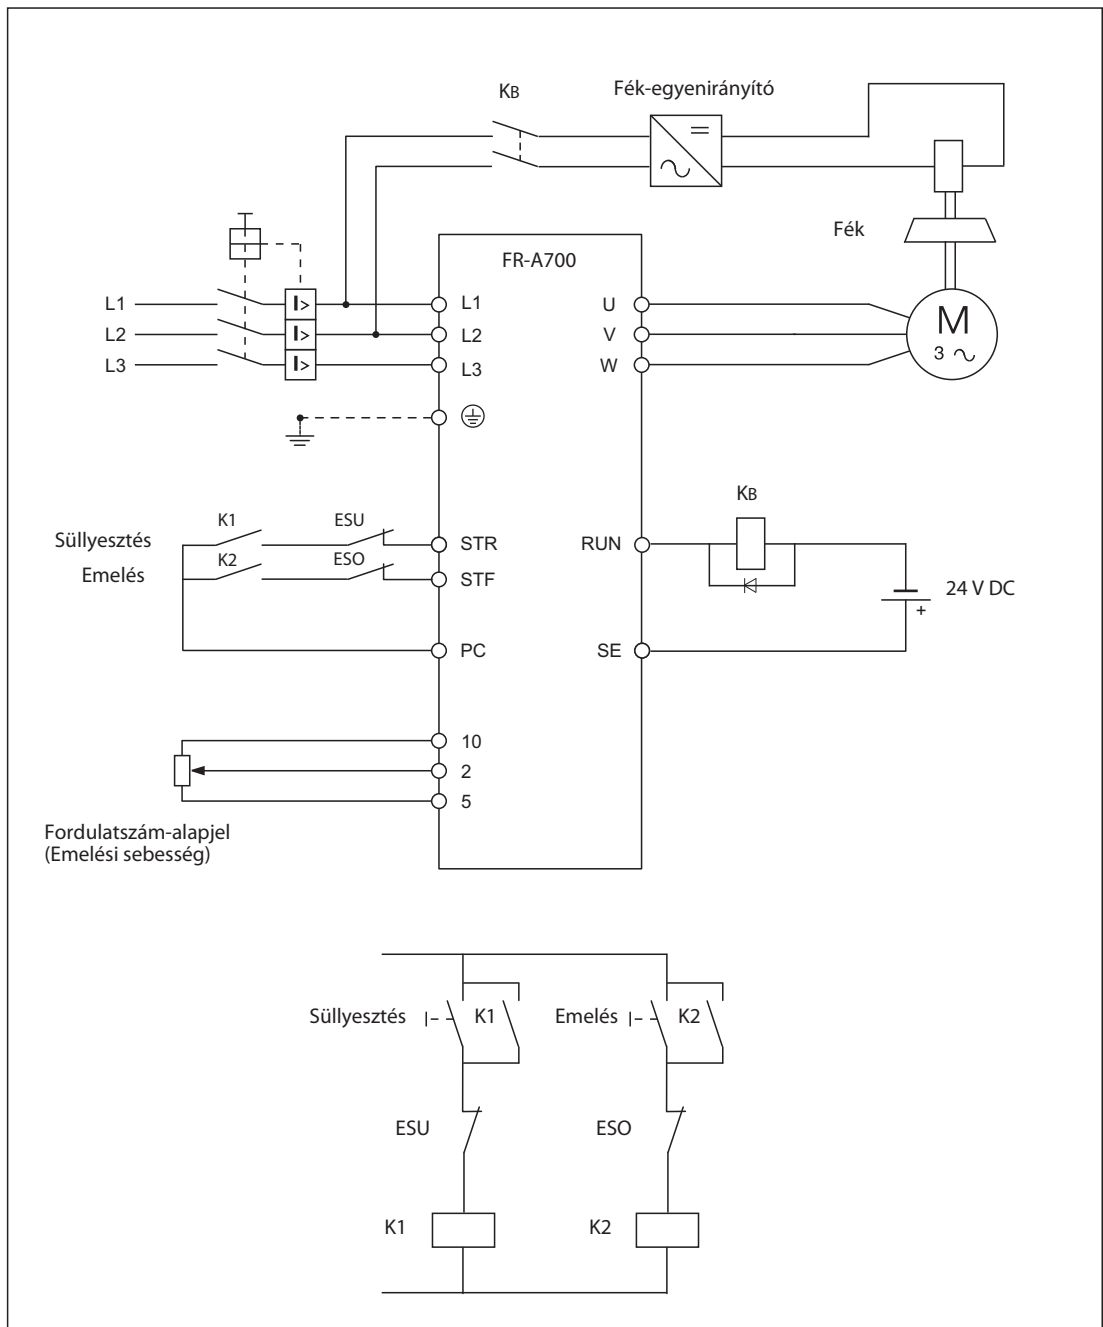 KB
Fék-egyenirányító
Fék
FR-A700
L1
L2
L3
I>
I>
I>
L1
L2
L3
U
V
W
M
3 ~
Süllyesztés
Emelés
K1
ESU
K2
ESO
STR
STF
PC
RUN
SE
KB
24 V DC
+
10
2
5
Fordulatszám-alapjel
(Emelési sebesség)
Süllyesztés
K1
Emelés
K2
ESU
ESO
K1
K2